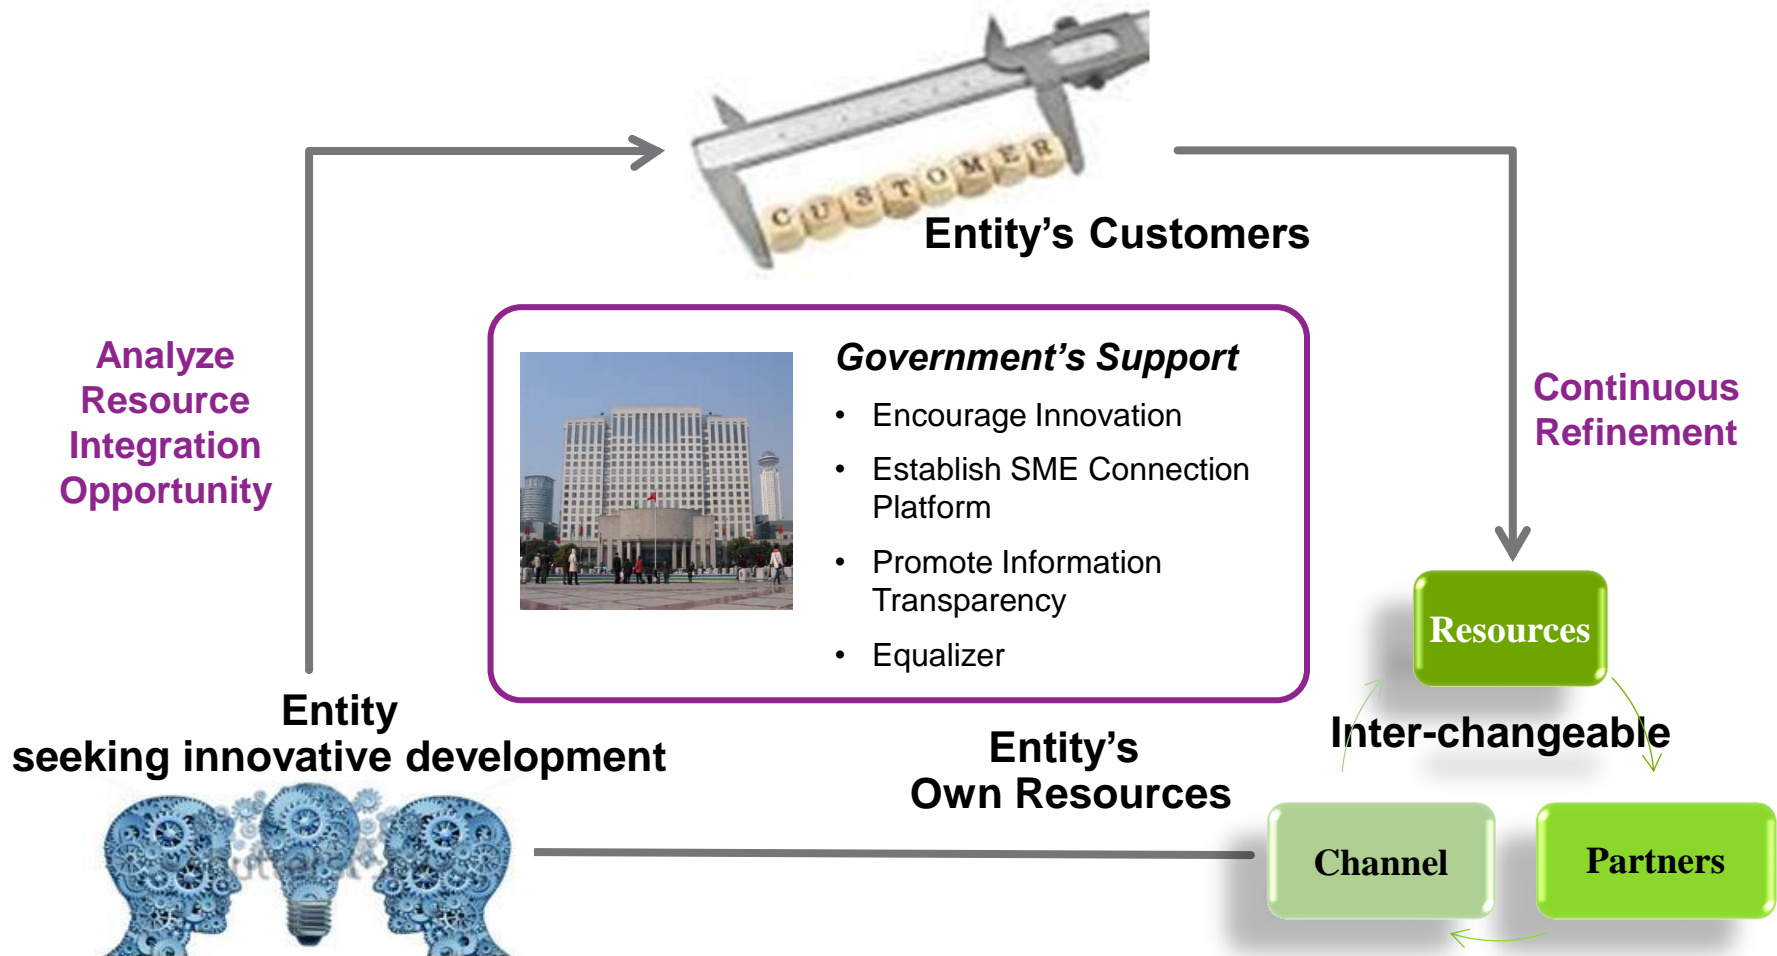 CUSTOMER
Entity’s Customers
Analyze
Resource
Integration
Opportunity
Government’s Support
• Encourage Innovation
• Establish SME Connection
Platform
• Promote Information
Transparency
• Equalizer
Continuous
Refinement
Resources
Inter-changeable
Channel
Partners
Entity’s
Own Resources
Entity
seeking innovative development